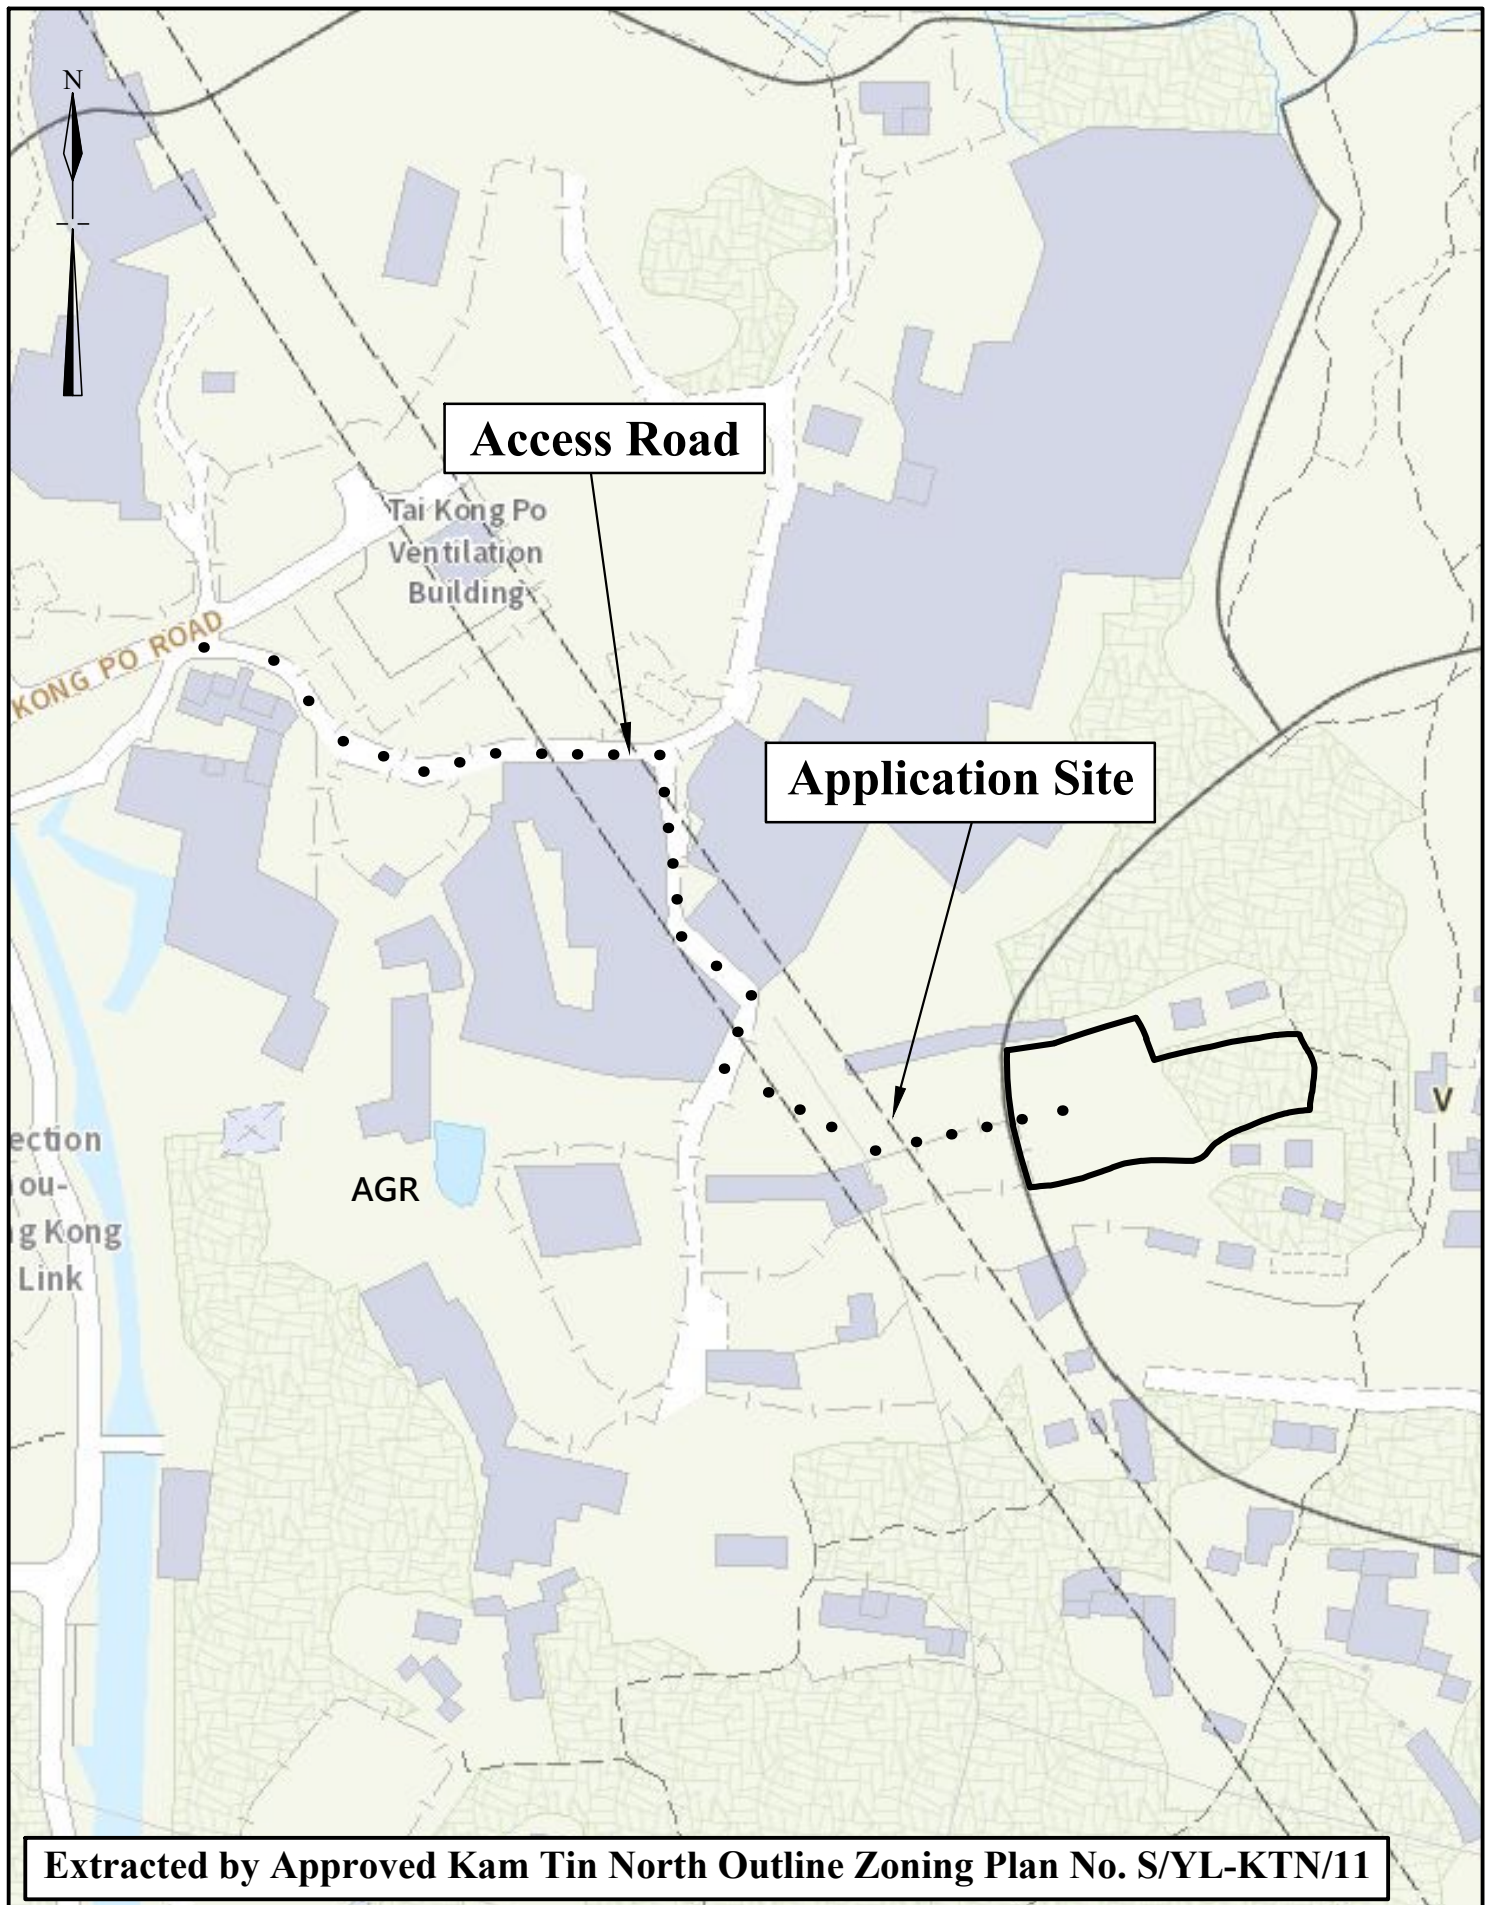 N
Access Road
Tai Kong Po
Ventilation
Building
KONG PO ROAD
Application Site
V
ection
ou-
AGR
g Kong
Link
Extracted by Approved Kam Tin North Outline Zoning Plan No. S/YL-KTN/11